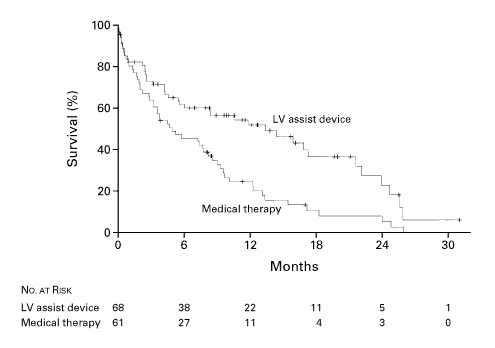 100
80
60
40
20
0
Survival (%)
LV assist device
Medical therapy
0 6 12 18 24 30
Months
No. at Risk
LV assist device 68 38 22 11 5 1
Medical therapy 61 27 11 4 3 0